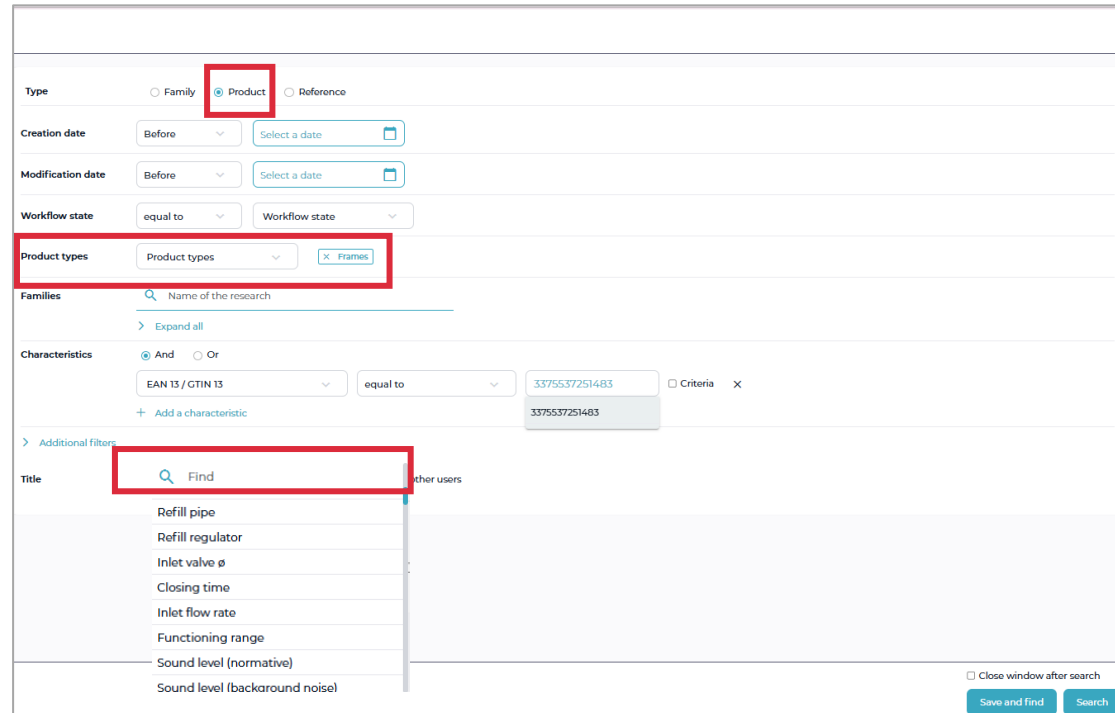 Type Family Product Reference
Creation date Before Select a date
Modification date Before Select a date
Workflow state equal to Workflow state
Product types Product types × Frames
Families Name of the research
Expand all
Characteristics And Or
EAN 13 / GTIN 13 equal to 3375537251483 Criteria ×
+ Add a characteristic 3375537251483
Additional filters
Title Find other users
Refill pipe
Refill regulator
Inlet valve ø
Closing time
Inlet flow rate
Functioning range
Sound level (normative)
Sound level (background noise)
Close window after search
Save and find Search